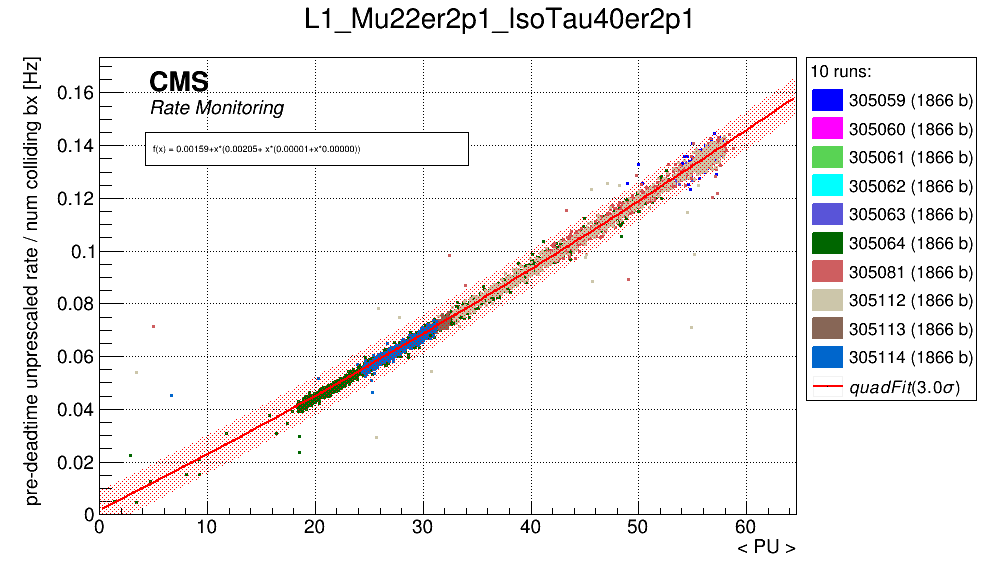 L1_Mu22er2p1_IsoTau40er2p1
pre-deadtime unprescaled rate / num colliding bx [Hz]
CMS
Rate Monitoring
f(x) = 0.00159+x*(0.00205+ x*(0.00001+x*0.00000))
0.16
0.14
0.12
0.1
0.08
0.06
0.04
0.02
0
0 10 20 30 40 50 60
< PU >
10 runs:
305059 (1866 b)
305060 (1866 b)
305061 (1866 b)
305062 (1866 b)
305063 (1866 b)
305064 (1866 b)
305081 (1866 b)
305112 (1866 b)
305113 (1866 b)
305114 (1866 b)
quadFit(3.0σ)